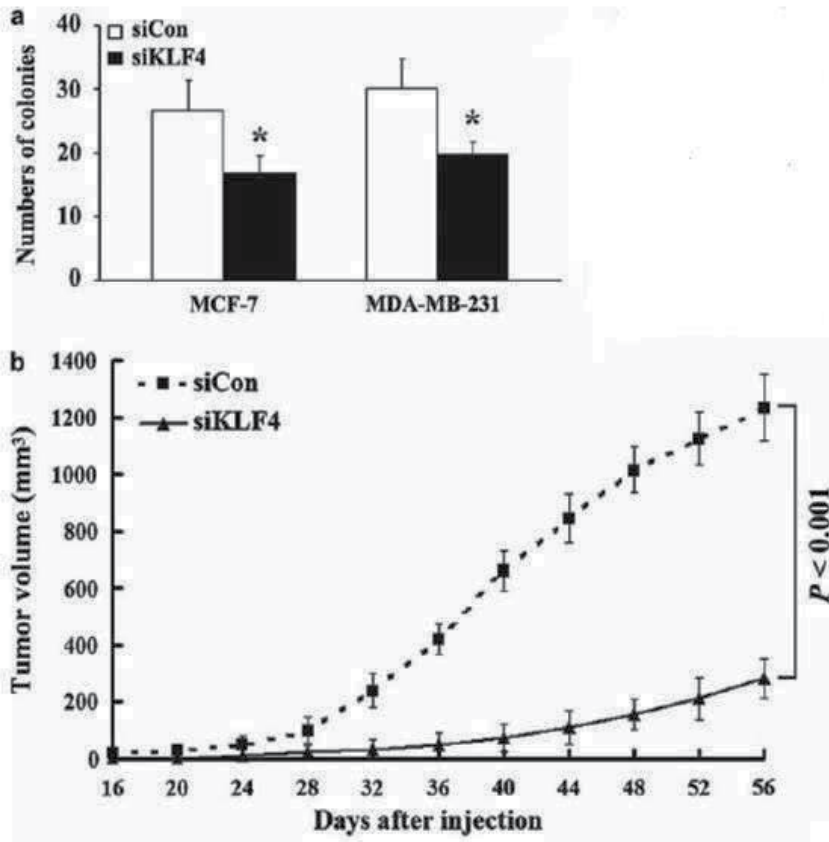 a
40
30
20
10
0
Numbers of colonies
siCon
siKLF4
*
*
MCF-7
MDA-MB-231
b
1400
1200
1000
800
600
400
200
0
Tumor volume (mm³)
siCon
siKLF4
P < 0.001
16 20 24 28 32 36 40 44 48 52 56
Days after injection